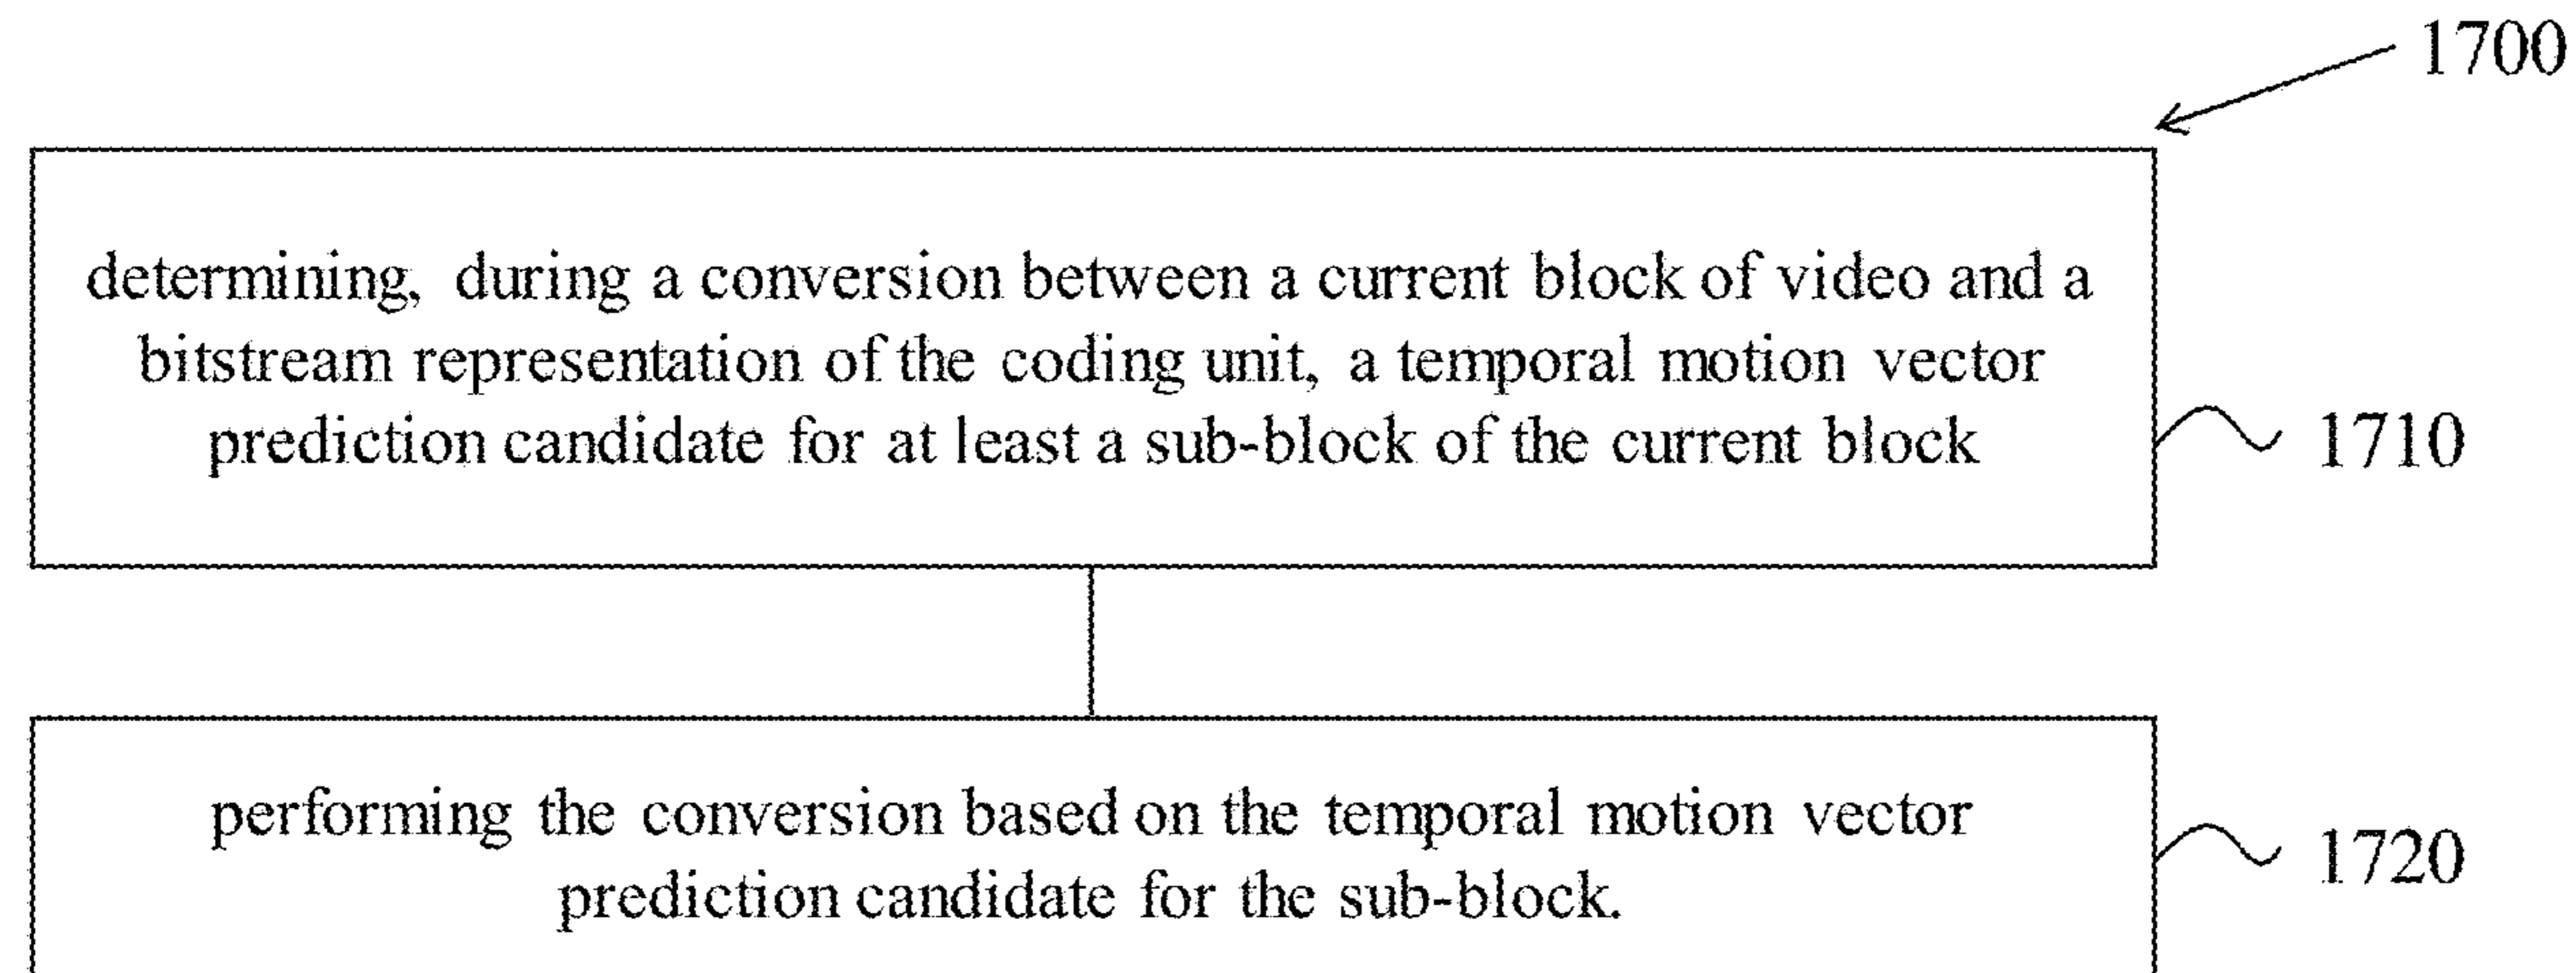 1700
determining, during a conversion between a current block of video and a
bitstream representation of the coding unit, a temporal motion vector
prediction candidate for at least a sub-block of the current block
1710
performing the conversion based on the temporal motion vector
prediction candidate for the sub-block.
1720